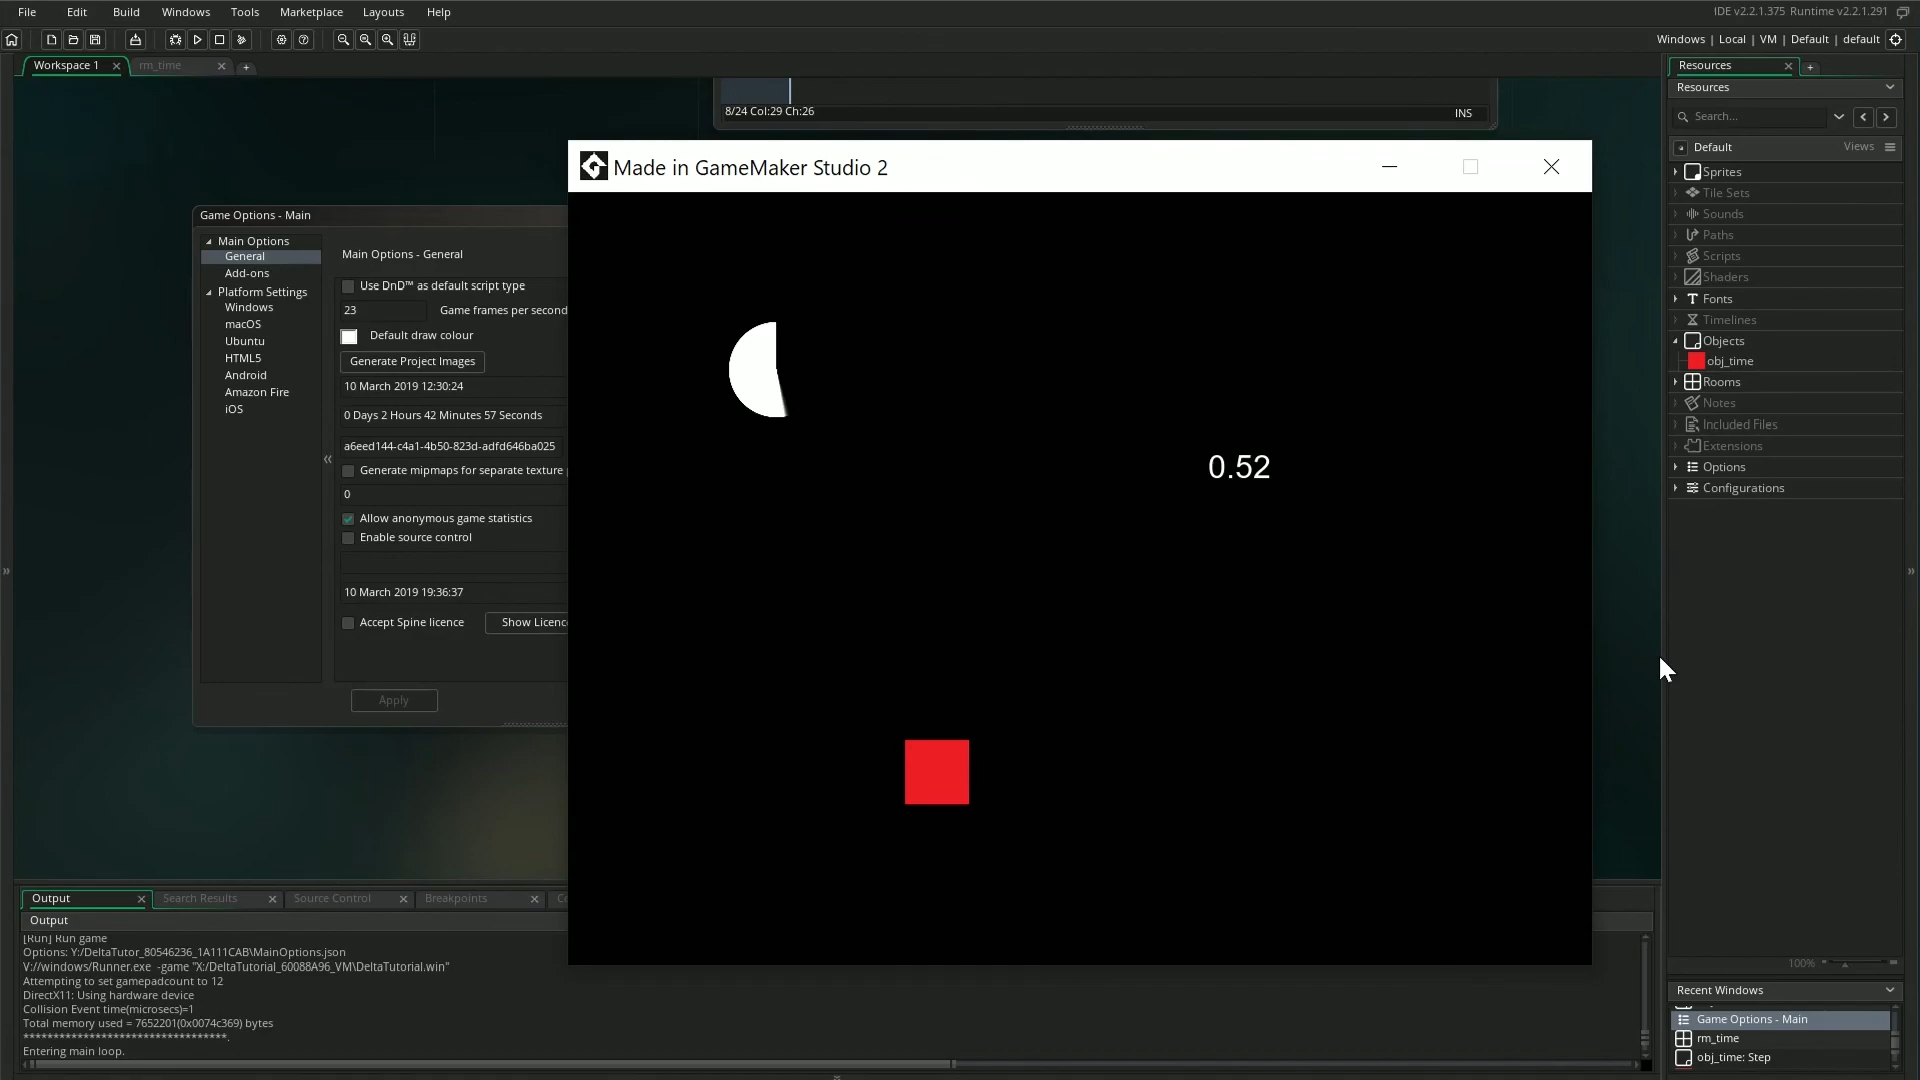 File Edit Build Windows Tools Marketplace Layouts Help
IDE v2.2.1.375 Runtime v2.2.1.291
Windows | Local | VM | Default | default
Workspace 1
rm_time
8/24 Col:29 Ch:26
INS
Made in GameMaker Studio 2
0.52
Game Options - Main
Main Options
General
Add-ons
Platform Settings
Windows
macOS
Ubuntu
HTML5
Android
Amazon Fire
iOS
Main Options - General
Use DnD™ as default script type
23 Game frames per second
Default draw colour
Generate Project Images
10 March 2019 12:30:24
0 Days 2 Hours 42 Minutes 57 Seconds
a6eed144-c4a1-4b50-823d-adfd646ba025
Generate mipmaps for separate texture
0
Allow anonymous game statistics
Enable source control
10 March 2019 19:36:37
Accept Spine licence
Show Licenc
Apply
Resources
Resources
Search...
Default
Views
Sprites
Tile Sets
Sounds
Paths
Scripts
Shaders
Fonts
Timelines
Objects
obj_time
Rooms
Notes
Included Files
Extensions
Options
Configurations
100%
Recent Windows
Game Options - Main
rm_time
obj_time: Step
Output Search Results Source Control Breakpoints
Output
[Run] Run game
Options: Y:/DeltaTutor_80546236_1A111CAB\MainOptions.json
V://windows/Runner.exe -game "X:/DeltaTutorial_60088A96_VM\DeltaTutorial.win"
Attempting to set gamepadcount to 12
DirectX11: Using hardware device
Collision Event time(microsecs)=1
Total memory used = 7652201(0x0074c369) bytes
**********************************.
Entering main loop.